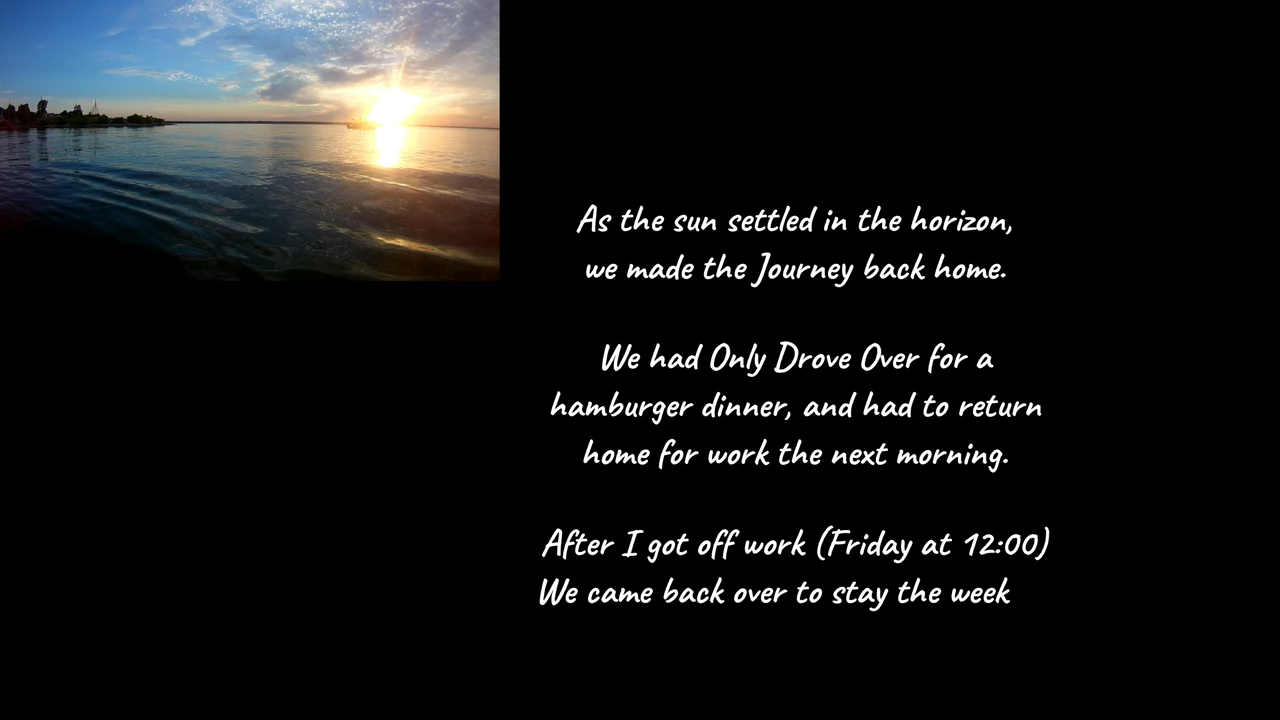 As the sun settled in the horizon,
we made the Journey back home.
We had Only Drove Over for a
hamburger dinner, and had to return
home for work the next morning.
After I got off work (Friday at 12:00)
We came back over to stay the week